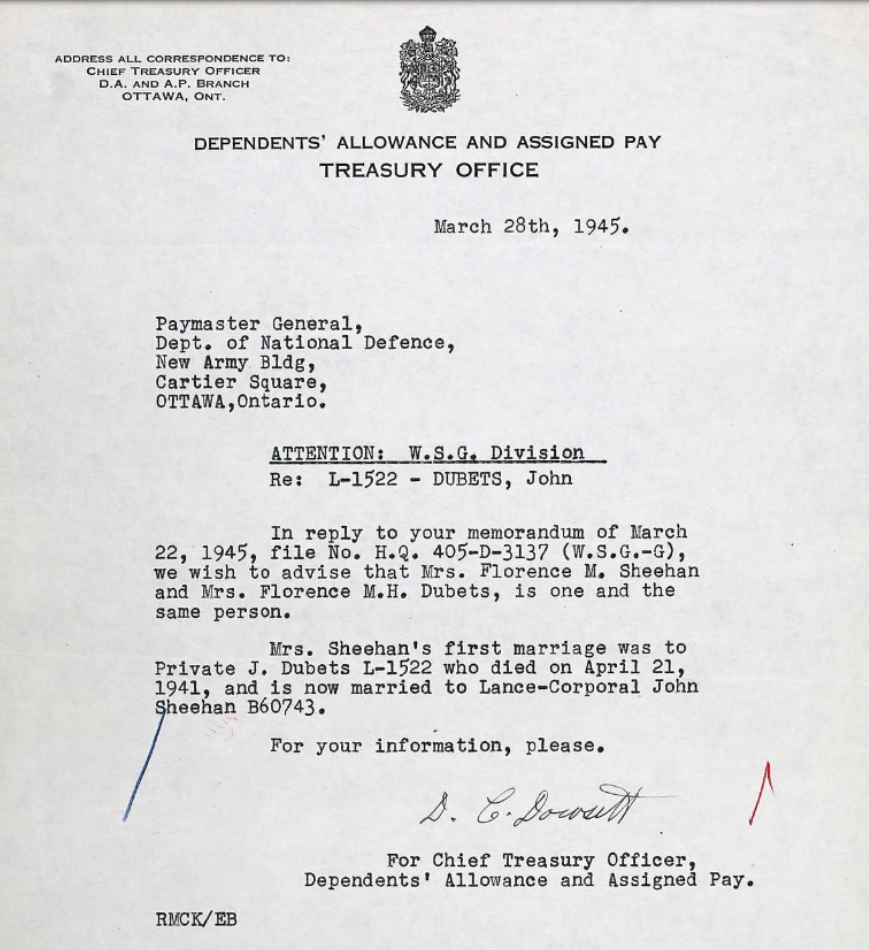 ADDRESS ALL CORRESPONDENCE TO:
CHIEF TREASURY OFFICER
D.A. AND A.P. BRANCH
OTTAWA, ONT.
DEPENDENTS' ALLOWANCE AND ASSIGNED PAY
TREASURY OFFICE
March 28th, 1945.
Paymaster General,
Dept. of National Defence,
New Army Bldg,
Cartier Square,
OTTAWA,Ontario.
ATTENTION: W.S.G. Division
Re: L-1522 - DUBETS, John
In reply to your memorandum of March
22, 1945, file No. H.Q. 405-D-3137 (W.S.G.-G),
we wish to advise that Mrs. Florence M. Sheehan
and Mrs. Florence M.H. Dubets, is one and the
same person.
Mrs. Sheehan's first marriage was to
Private J. Dubets L-1522 who died on April 21,
1941, and is now married to Lance-Corporal John
Sheehan B60743.
For your information, please.
D. C. Dowsett
For Chief Treasury Officer,
Dependents' Allowance and Assigned Pay.
RMCK/EB